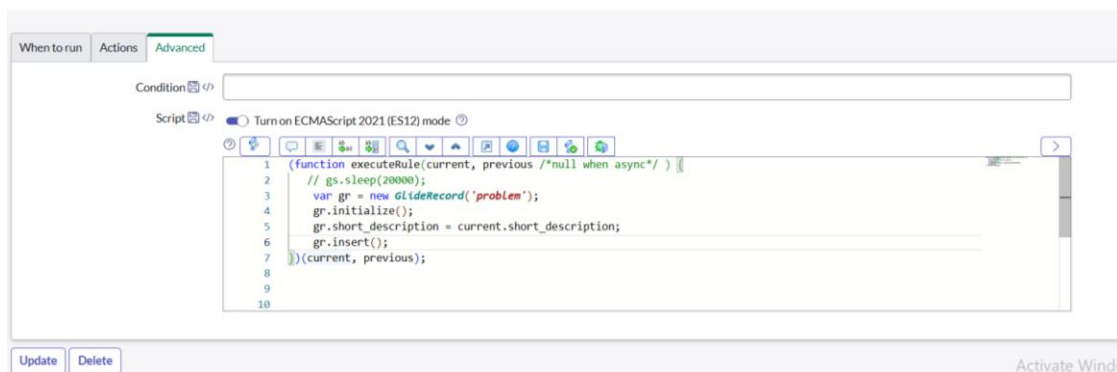 When to run Actions Advanced
Condition
Script Turn on ECMAScript 2021 (ES12) mode
1 (function executeRule(current, previous /*null when async*/ ) {
2 // gs.sleep(20000);
3 var gr = new GlideRecord('problem');
4 gr.initialize();
5 gr.short_description = current.short_description;
6 gr.insert();
7 })(current, previous);
8
9
10
Update Delete
Activate Wind